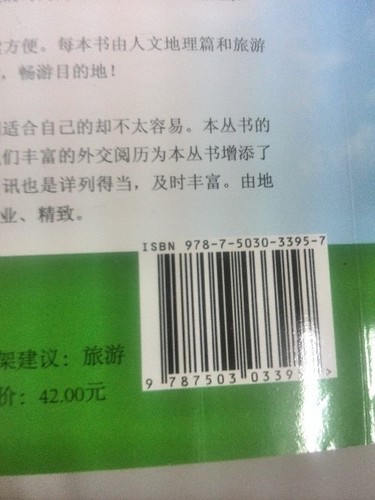 方便。每本书由人文地理篇和旅游
，畅游目的地！
适合自己的却不太容易。本丛书的
们丰富的外交阅历为本丛书增添了
讯也是详列得当，及时丰富。由地
业、精致。
ISBN 978-7-5030-3395-7
架建议：旅游
价：42.00元
9 787503 03395 >